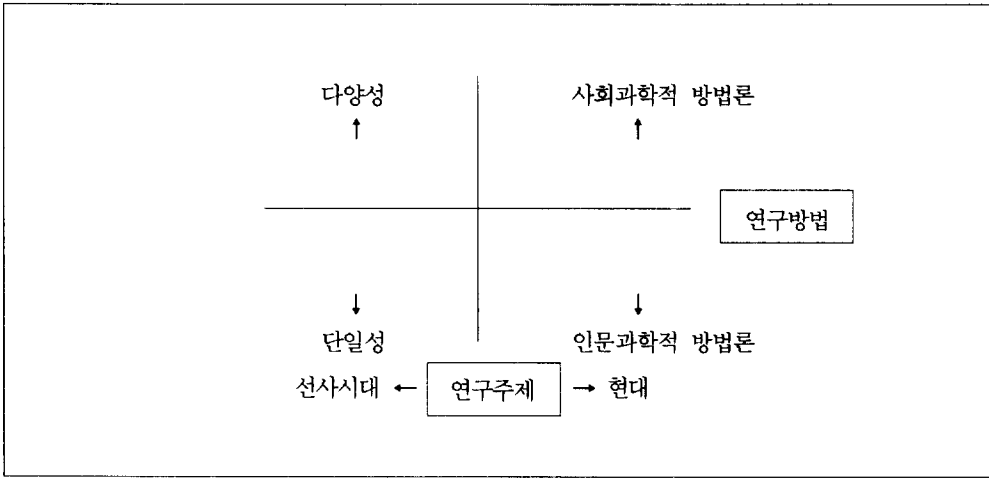 다양성 사회과학적 방법론
↑ ↑
연구방법
↓ ↓
단일성 인문과학적 방법론
선사시대 ← 연구주제 → 현대